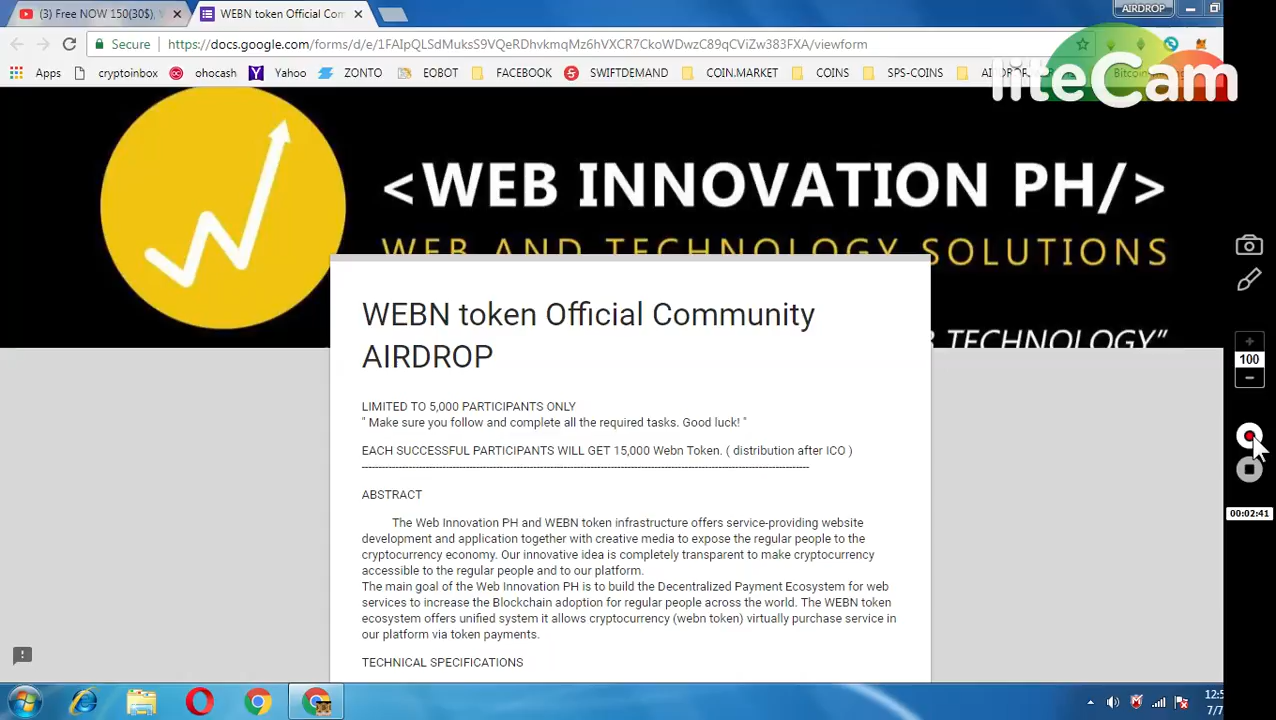 AIRDROP
(3) Free NOW 150(30$),
WEBN token Official Com
Secure
https://docs.google.com/forms/d/e/1FAIpQLSdMuksS9VQeRDhvkmqMz6hVXCR7CkoWDwzC89qCViZw383FXA/viewform
Apps
cryptoinbox
ohocash
Yahoo
ZONTO
EOBOT
FACEBOOK
SWIFTDEMAND
COIN.MARKET
COINS
SPS-COINS
liteCam
<WEB INNOVATION PH/>
WEB AND TECHNOLOGY SOLUTIONS
TECHNOLOGY”
WEBN token Official Community
AIRDROP
LIMITED TO 5,000 PARTICIPANTS ONLY
" Make sure you follow and complete all the required tasks. Good luck! "
EACH SUCCESSFUL PARTICIPANTS WILL GET 15,000 Webn Token. ( distribution after ICO )
ABSTRACT
The Web Innovation PH and WEBN token infrastructure offers service-providing website
development and application together with creative media to expose the regular people to the
cryptocurrency economy. Our innovative idea is completely transparent to make cryptocurrency
accessible to the regular people and to our platform.
The main goal of the Web Innovation PH is to build the Decentralized Payment Ecosystem for web
services to increase the Blockchain adoption for regular people across the world. The WEBN token
ecosystem offers unified system it allows cryptocurrency (webn token) virtually purchase service in
our platform via token payments.
TECHNICAL SPECIFICATIONS
100
00:02:41
12:5
7/7